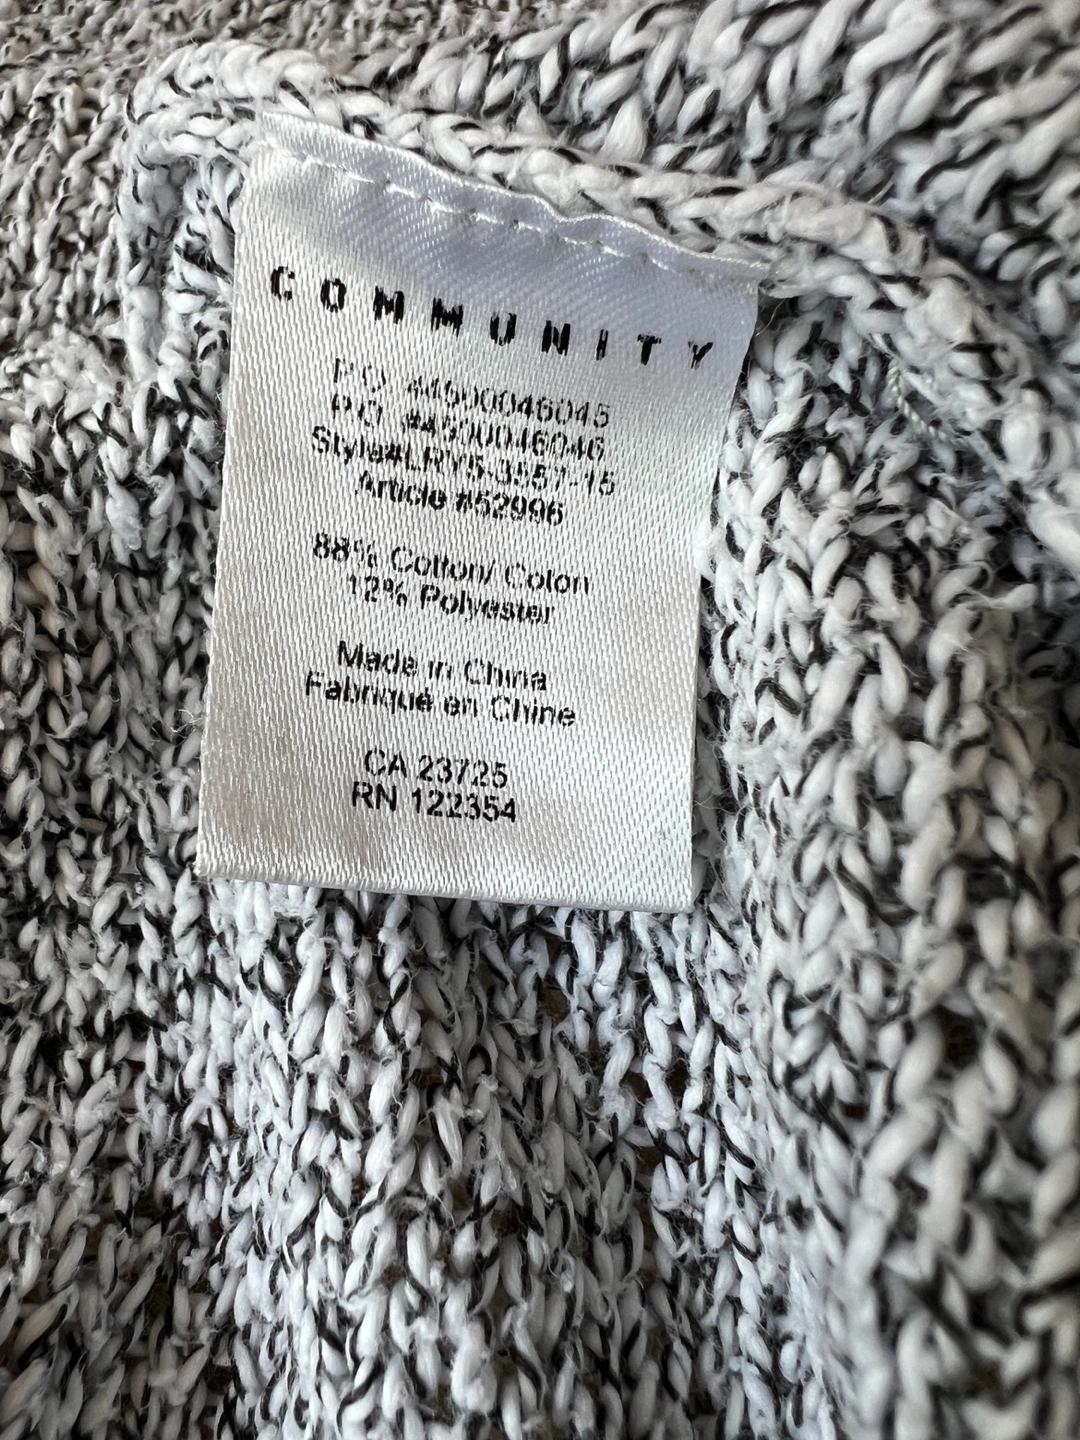 COMMUNITY
P.O. #4500046045
P.O. #4500046046
Style#LRY5-3557-15
Article #52996
88% Cotton/ Coton
12% Polyester
Made in China
Fabriqué en Chine
CA 23725
RN 122354